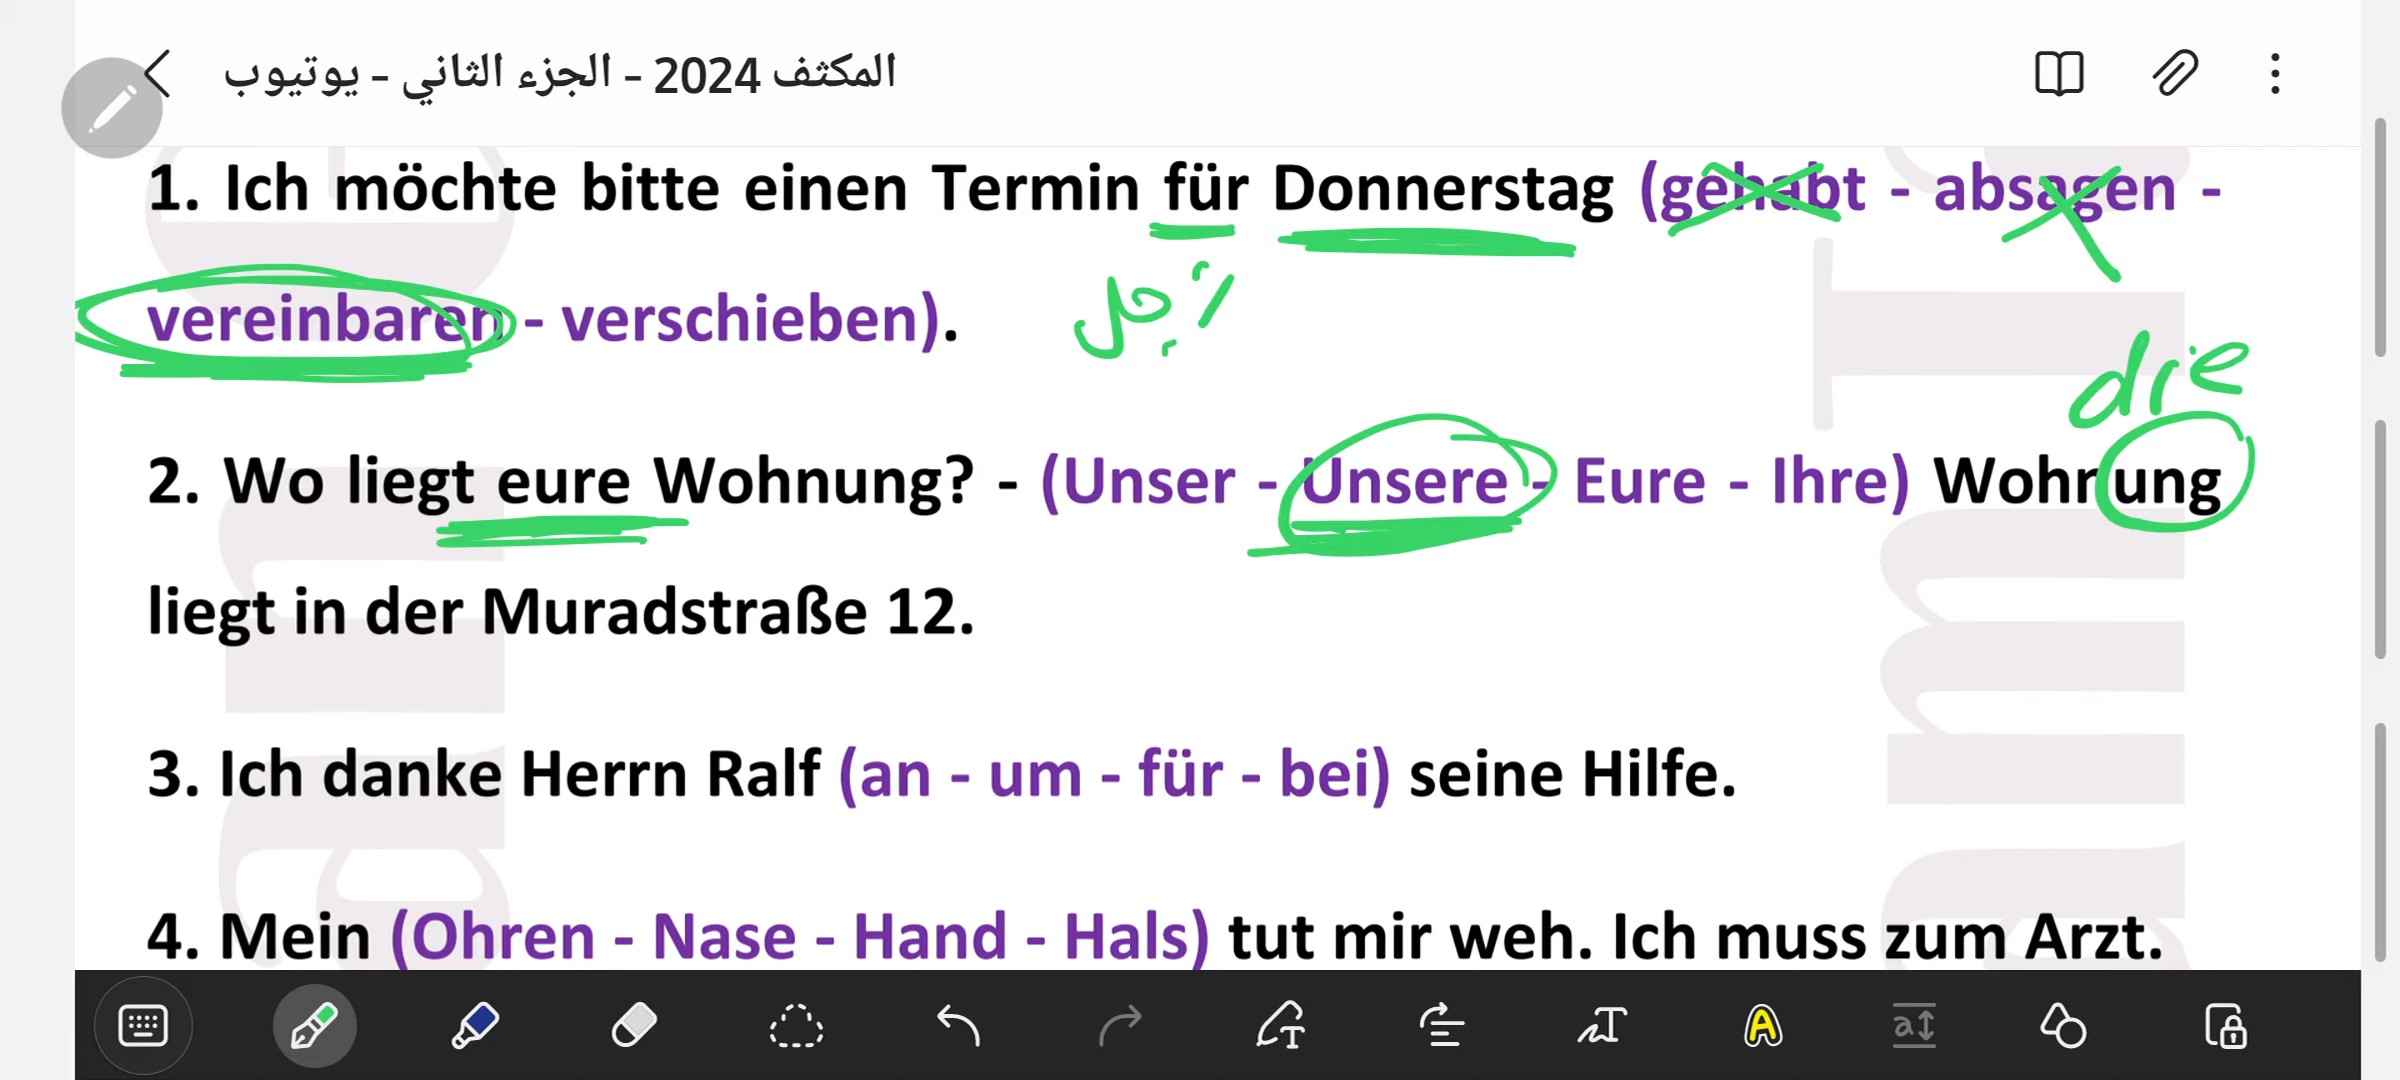 المكثف 2024 - الجزء الثاني - يوتيوب
1. Ich möchte bitte einen Termin für Donnerstag (gehabt - absagen -
vereinbaren - verschieben).
die
2. Wo liegt eure Wohnung? - (Unser - Unsere - Eure - Ihre) Wohnung
liegt in der Muradstraße 12.
3. Ich danke Herrn Ralf (an - um - für - bei) seine Hilfe.
4. Mein (Ohren - Nase - Hand - Hals) tut mir weh. Ich muss zum Arzt.